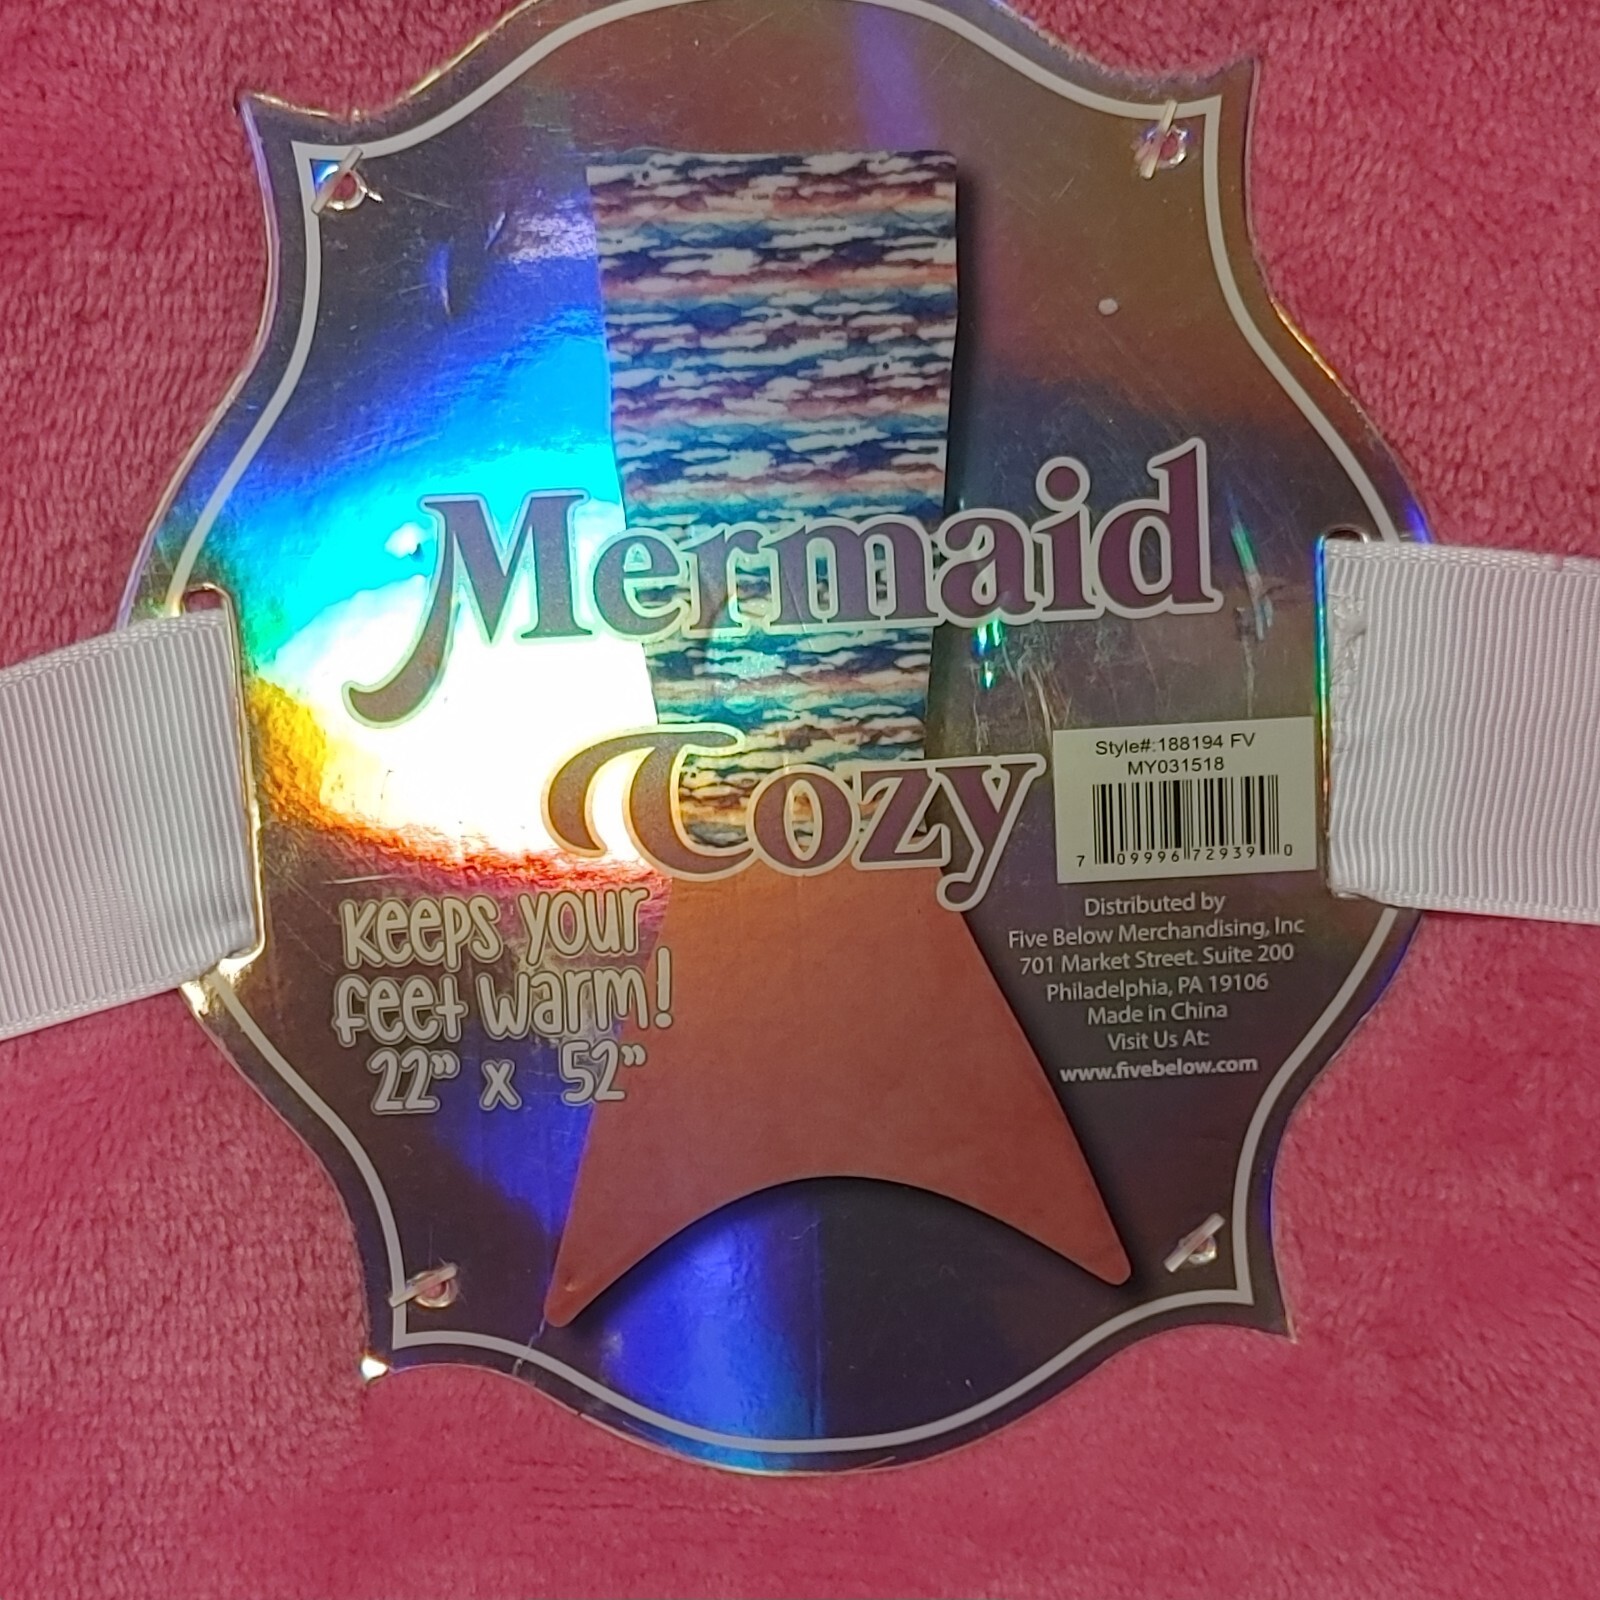 Mermaid
Cozy
Style#:188194 FV
MY031518
7 09996 72939 0
Keeps your
feet warm!
22" x 52"
Distributed by
Five Below Merchandising, Inc
701 Market Street. Suite 200
Philadelphia, PA 19106
Made in China
Visit Us At:
www.fivebelow.com